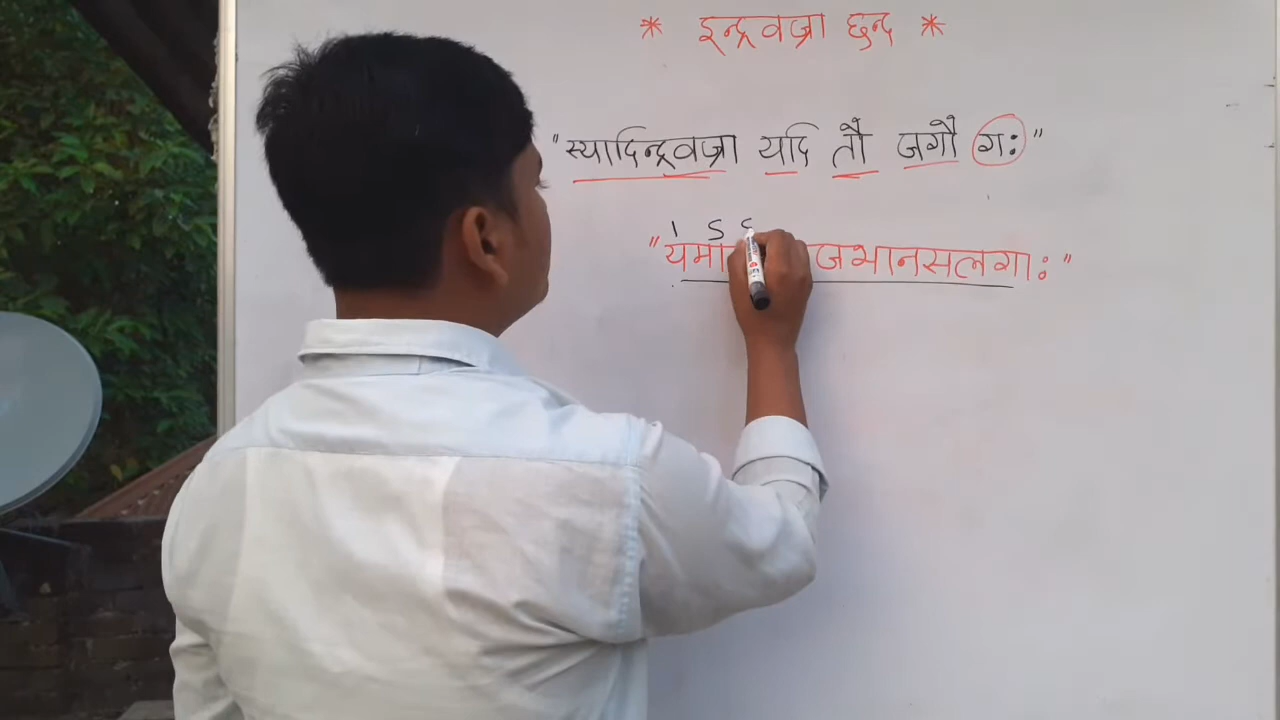 * इन्द्रवज्रा छन्द *
"स्यादिन्द्रवज्रा यदि तौ जगौ गः"
। ऽ ऽ
"यमा जभानसलगाः"